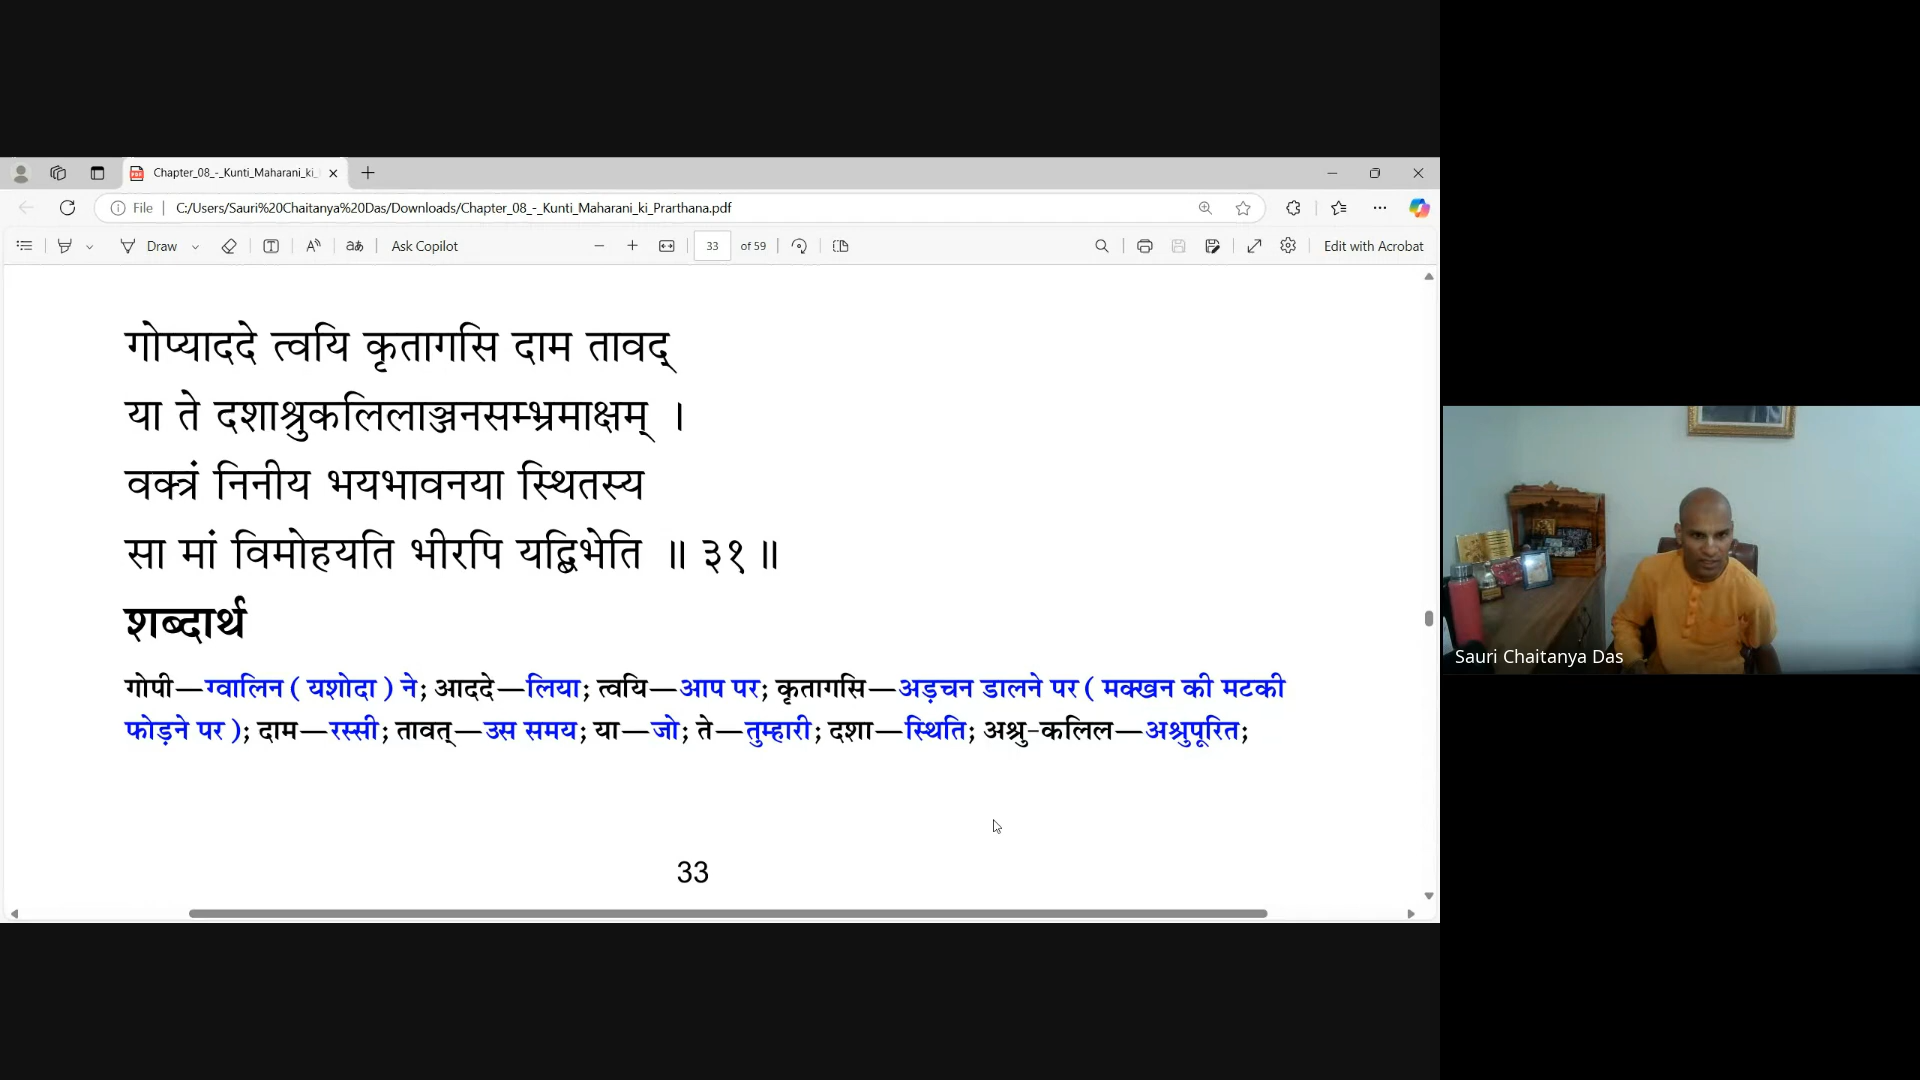 Chapter_08_-_Kunti_Maharani_ki_
File
C:/Users/Sauri%20Chaitanya%20Das/Downloads/Chapter_08_-_Kunti_Maharani_ki_Prarthana.pdf
Draw
aあ
Ask Copilot
33 of 59
Edit with Acrobat
गोप्याददे त्वयि कृतागसि दाम तावद्
या ते दशाश्रुकलिलाञ्जनसम्भ्रमाक्षम् ।
वक्त्रं निनीय भयभावनया स्थितस्य
सा मां विमोहयति भीरपि यद्बिभेति ॥ ३१ ॥
शब्दार्थ
गोपी—ग्वालिन ( यशोदा ) ने; आददे—लिया; त्वयि—आप पर; कृतागसि—अड़चन डालने पर ( मक्खन की मटकी
फोड़ने पर ); दाम—रस्सी; तावत्—उस समय; या—जो; ते—तुम्हारी; दशा—स्थिति; अश्रु-कलिल—अश्रुपूरित;
33
Sauri Chaitanya Das